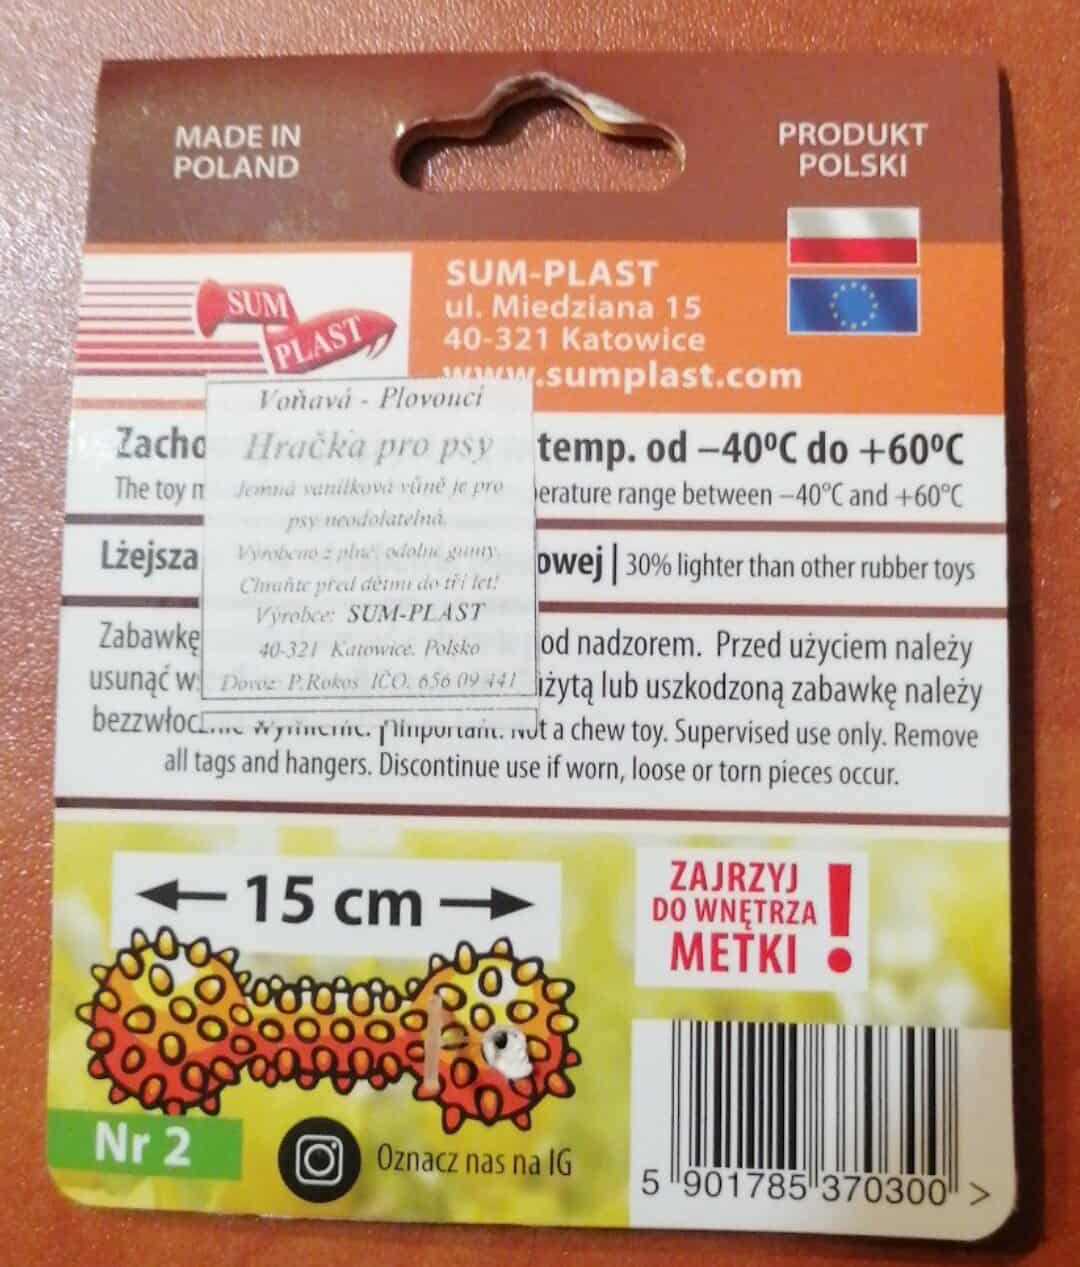 MADE IN
POLAND
PRODUKT
POLSKI
SUM
PLAST
SUM-PLAST
ul. Miedziana 15
40-321 Katowice
www.sumplast.com
Voňavá - Plovoucí
Hračka pro psy
Jemná vanilková vůně je pro
psy neodolatelná.
Vyrobeno z plné, odolné gumy.
Chraňte před dětmi do tří let!
Výrobce: SUM-PLAST
40-321 Katowice. Polsko
Dovoz: P.Rokos IČO. 656 09 441
Zacho temp. od –40ºC do +60ºC
The toy m erature range between –40°C and +60°C
Lżejsza owej | 30% lighter than other rubber toys
Zabawkę od nadzorem. Przed użyciem należy
usunąć w żytą lub uszkodzoną zabawkę należy
bezzwłocznie wymienić. | Important: Not a chew toy. Supervised use only. Remove
all tags and hangers. Discontinue use if worn, loose or torn pieces occur.
15 cm
ZAJRZYJ
DO WNĘTRZA
METKI !
Nr 2
Oznacz nas na IG
5 901785 370300 >